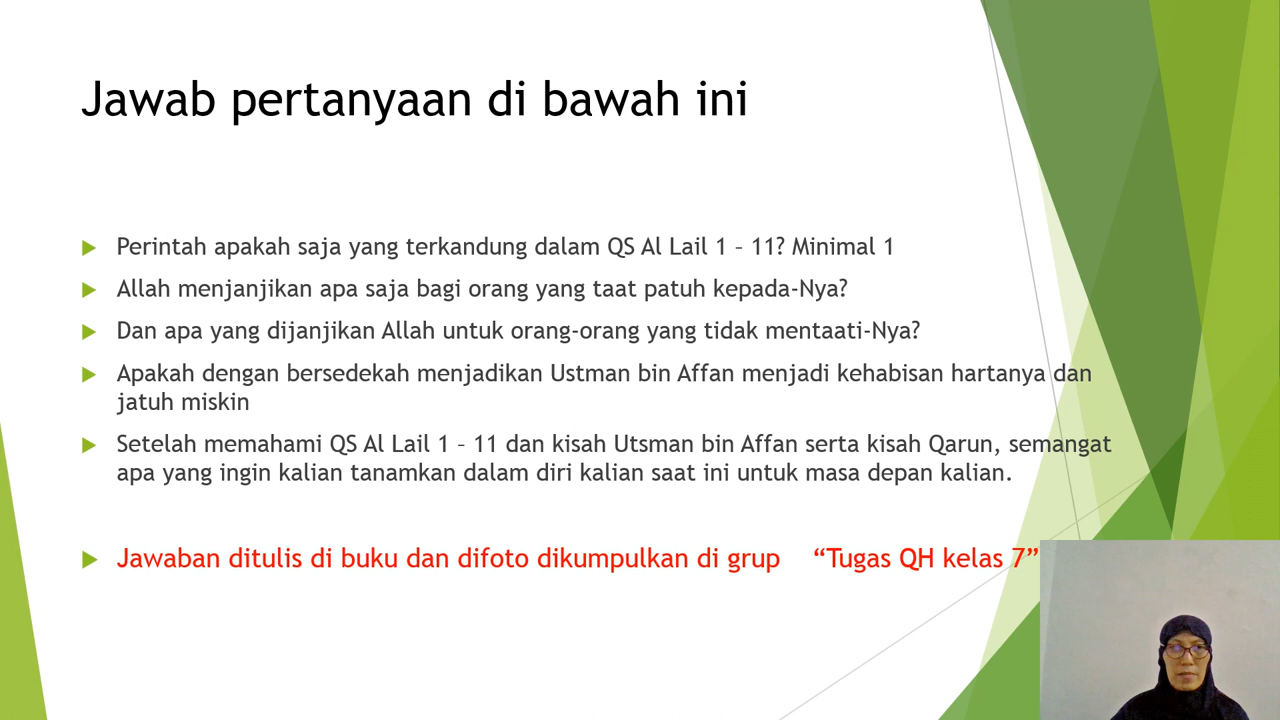 Jawab pertanyaan di bawah ini
Perintah apakah saja yang terkandung dalam QS Al Lail 1 – 11? Minimal 1
Allah menjanjikan apa saja bagi orang yang taat patuh kepada-Nya?
Dan apa yang dijanjikan Allah untuk orang-orang yang tidak mentaati-Nya?
Apakah dengan bersedekah menjadikan Ustman bin Affan menjadi kehabisan hartanya dan
jatuh miskin
Setelah memahami QS Al Lail 1 – 11 dan kisah Utsman bin Affan serta kisah Qarun, semangat
apa yang ingin kalian tanamkan dalam diri kalian saat ini untuk masa depan kalian.
Jawaban ditulis di buku dan difoto dikumpulkan di grup “Tugas QH kelas 7”